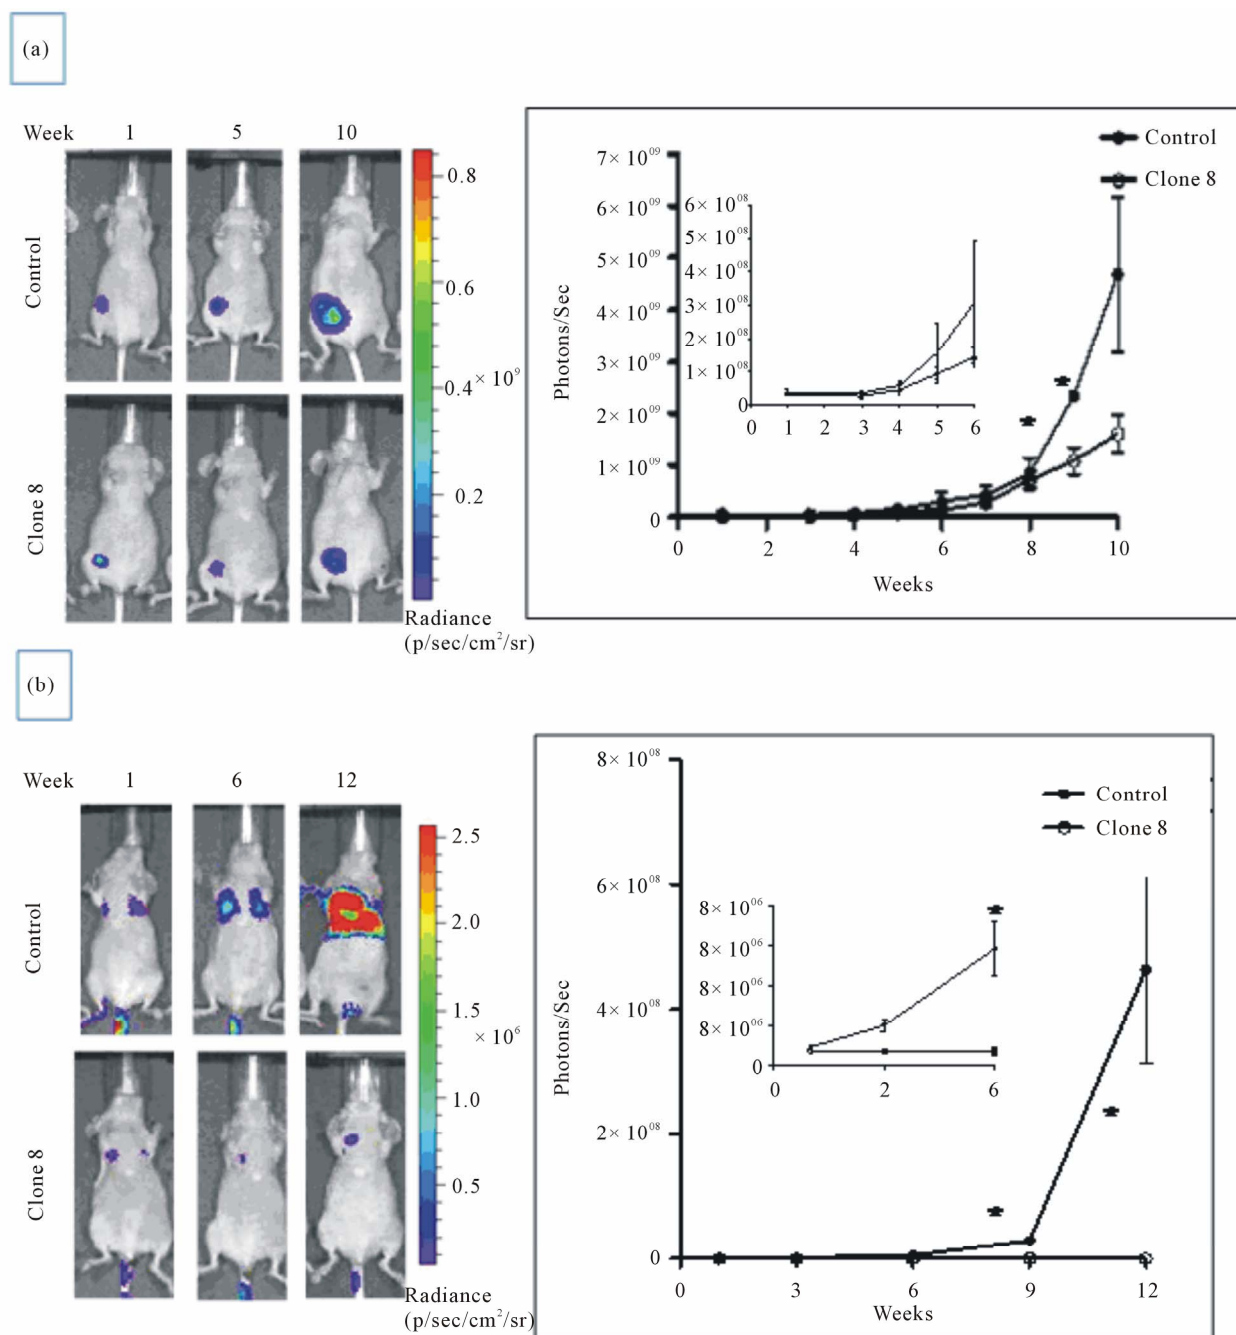 (a)
Week 1 5 10
Control
Clone 8
0.8
0.6
0.4
× 10⁹
0.2
Radiance
(p/sec/cm²/sr)
Control
Clone 8
Photons/Sec
7× 10⁰⁹
6× 10⁰⁹
5× 10⁰⁹
4× 10⁰⁹
3× 10⁰⁹
2× 10⁰⁹
1× 10⁰⁹
0
0 2 4 6 8 10
Weeks
6× 10⁰⁸
5× 10⁰⁸
4× 10⁰⁸
3× 10⁰⁸
2× 10⁰⁸
1× 10⁰⁸
0
0 1 2 3 4 5 6
(b)
Week 1 6 12
Control
Clone 8
2.5
2.0
1.5
× 10⁶
1.0
0.5
Radiance
(p/sec/cm²/sr)
Control
Clone 8
Photons/Sec
8× 10⁰⁸
6× 10⁰⁸
4× 10⁰⁸
2× 10⁰⁸
0
0 3 6 9 12
Weeks
8× 10⁰⁶
8× 10⁰⁶
8× 10⁰⁶
8× 10⁰⁶
0
0 2 6